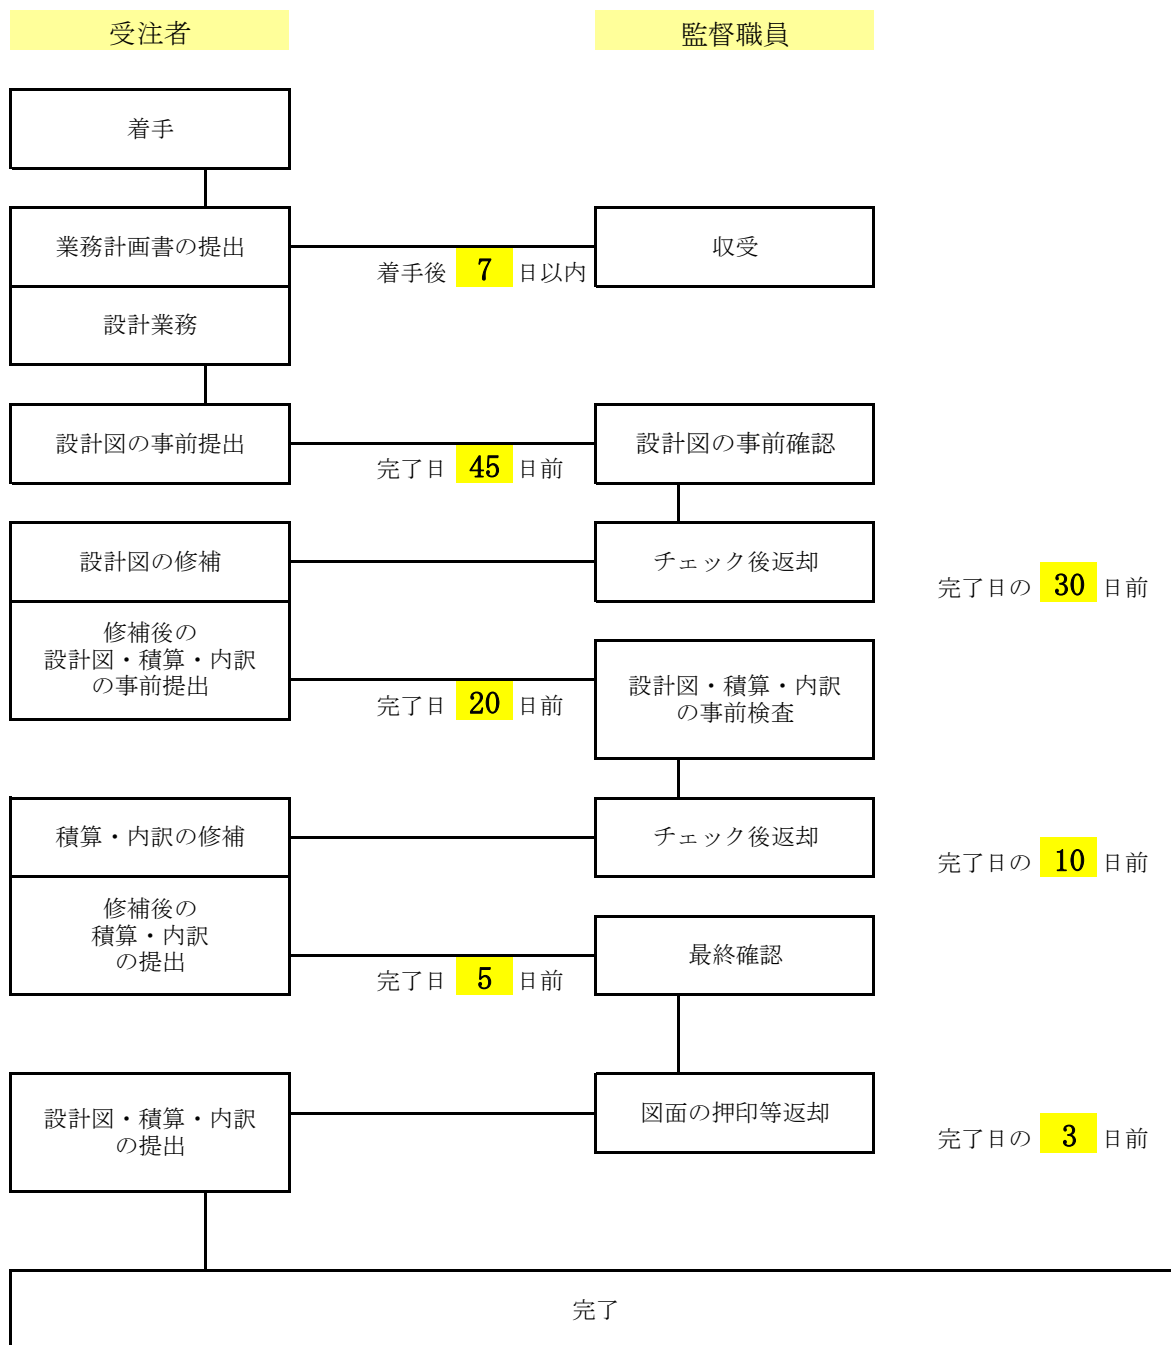 受注者
監督職員
着手
業務計画書の提出
収受
着手後 7 日以内
設計業務
設計図の事前提出
設計図の事前確認
完了日 45 日前
設計図の修補
チェック後返却
完了日の 30 日前
修補後の
設計図・積算・内訳
の事前提出
完了日 20 日前
設計図・積算・内訳
の事前検査
積算・内訳の修補
チェック後返却
完了日の 10 日前
修補後の
積算・内訳
の提出
最終確認
完了日 5 日前
設計図・積算・内訳
の提出
図面の押印等返却
完了日の 3 日前
完了